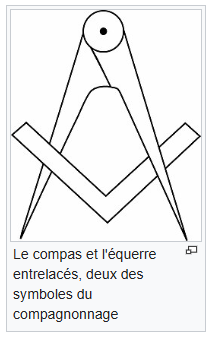 Le compas et l'équerre
entrelacés, deux des
symboles du
compagnonnage